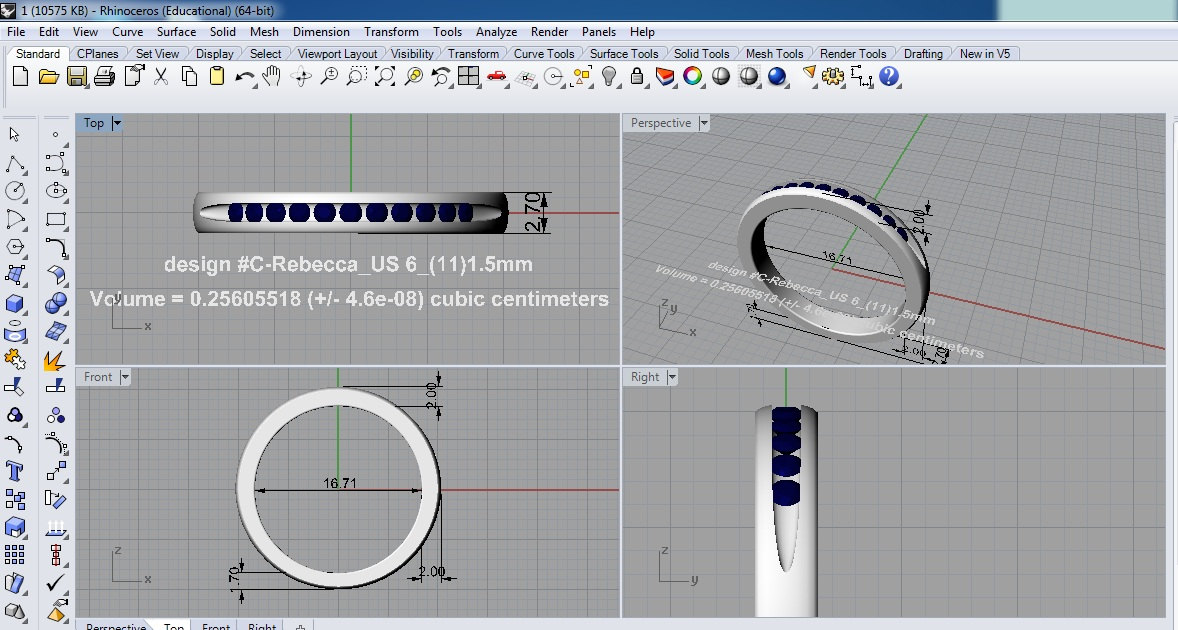 1 (10575 KB) - Rhinoceros (Educational) (64-bit)
File Edit View Curve Surface Solid Mesh Dimension Transform Tools Analyze Render Panels Help
Standard CPlanes Set View Display Select Viewport Layout Visibility Transform Curve Tools Surface Tools Solid Tools Mesh Tools Render Tools Drafting New in V5
Top
2.70
design #C-Rebecca_US 6_(11)1.5mm
Volume = 0.25605518 (+/- 4.6e-08) cubic centimeters
y
x
Perspective
2.00
16.71
design #C-Rebecca_US 6_(11)1.5mm
Volume = 0.25605518 (+/- 4.6e-08) cubic centimeters
z
y
x
2.00
Front
2.00
16.71
2.00
z
x
Right
z
y
Perspective Top Front Right